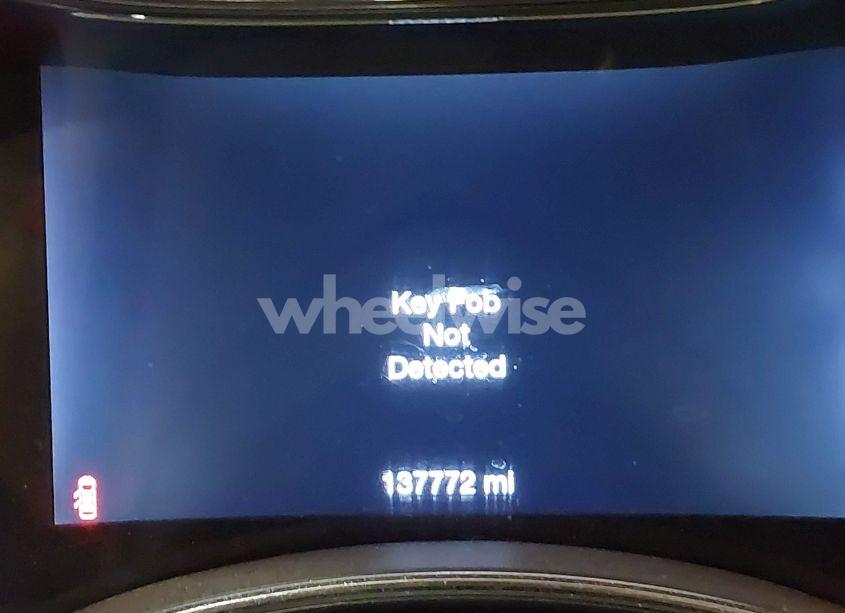 wheelwise
Key Fob
Not
Detected
137772 mi